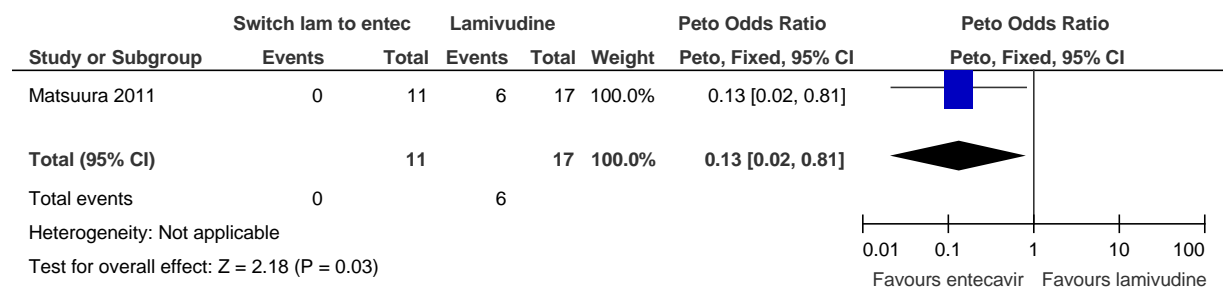 Switch lam to entec Lamivudine Peto Odds Ratio Peto Odds Ratio
Study or Subgroup Events Total Events Total Weight Peto, Fixed, 95% CI Peto, Fixed, 95% CI
Matsuura 2011 0 11 6 17 100.0% 0.13 [0.02, 0.81]
Total (95% CI) 11 17 100.0% 0.13 [0.02, 0.81]
Total events 0 6
Heterogeneity: Not applicable
Test for overall effect: Z = 2.18 (P = 0.03)
0.01 0.1 1 10 100
Favours entecavir Favours lamivudine